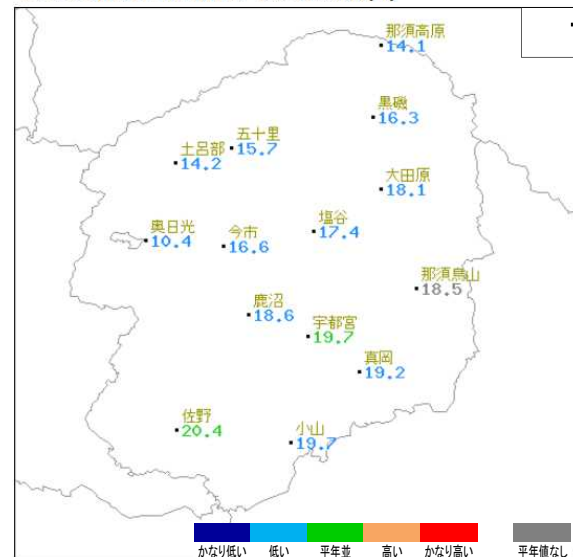 那須高原
14.1
黒磯
16.3
五十里
15.7
土呂部
14.2
大田原
18.1
塩谷
17.4
奥日光
10.4
今市
16.6
那須烏山
18.5
鹿沼
18.6
宇都宮
19.7
真岡
19.2
佐野
20.4
小山
19.7
かなり低い 低い 平年並 高い かなり高い 平年値なし